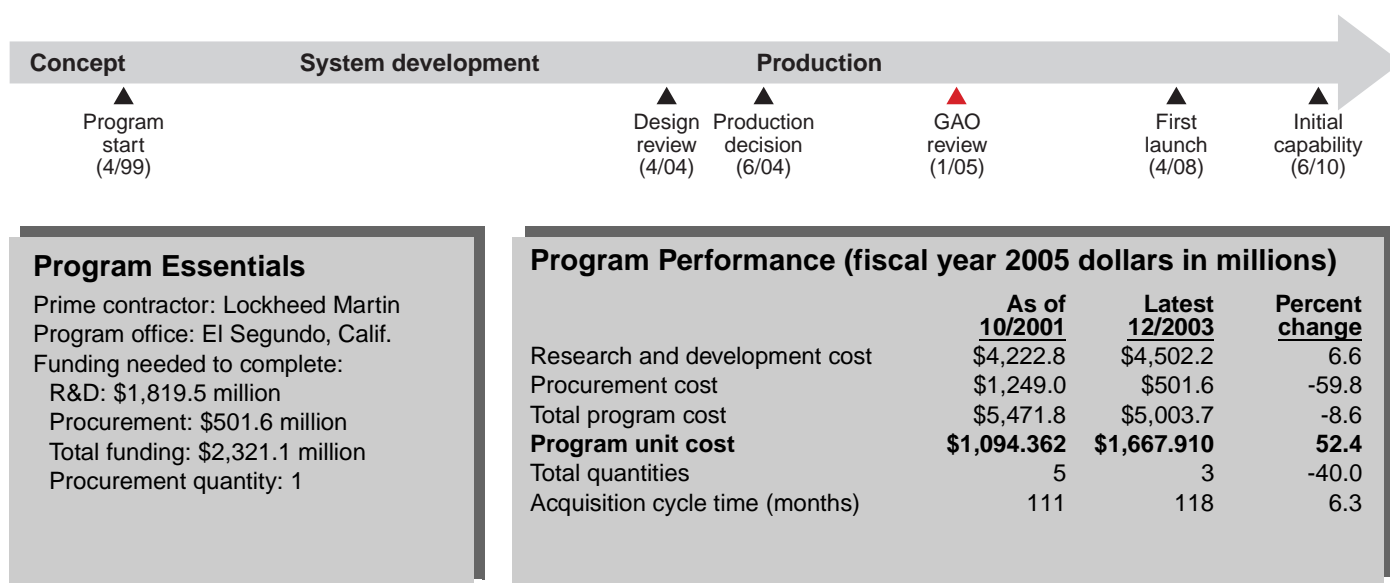 Concept System development Production
Program Design Production GAO First Initial
start review decision review launch capability
(4/99) (4/04) (6/04) (1/05) (4/08) (6/10)
Program Essentials
Prime contractor: Lockheed Martin
Program office: El Segundo, Calif.
Funding needed to complete:
R&D: $1,819.5 million
Procurement: $501.6 million
Total funding: $2,321.1 million
Procurement quantity: 1
Program Performance (fiscal year 2005 dollars in millions)
As of Latest Percent
10/2001 12/2003 change
Research and development cost $4,222.8 $4,502.2 6.6
Procurement cost $1,249.0 $501.6 -59.8
Total program cost $5,471.8 $5,003.7 -8.6
Program unit cost $1,094.362 $1,667.910 52.4
Total quantities 5 3 -40.0
Acquisition cycle time (months) 111 118 6.3